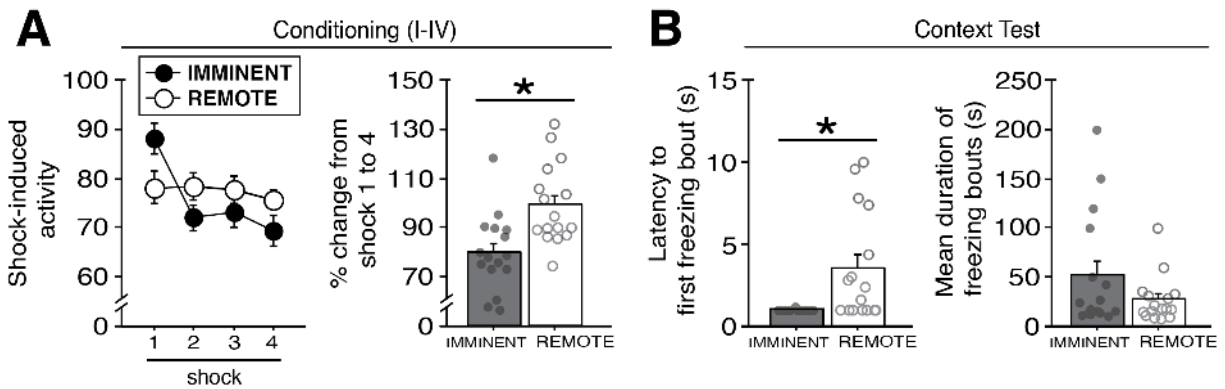 A
Conditioning (I-IV)
Shock-induced
activity
100
90
80
70
60
0
IMMINENT
REMOTE
1 2 3 4
shock
% change from
shock 1 to 4
150
130
110
90
70
0
*
IMMINENT REMOTE
B
Context Test
Latency to
first freezing bout (s)
15
10
5
0
*
IMMINENT REMOTE
Mean duration of
freezing bouts (s)
250
200
150
100
50
0
IMMINENT REMOTE